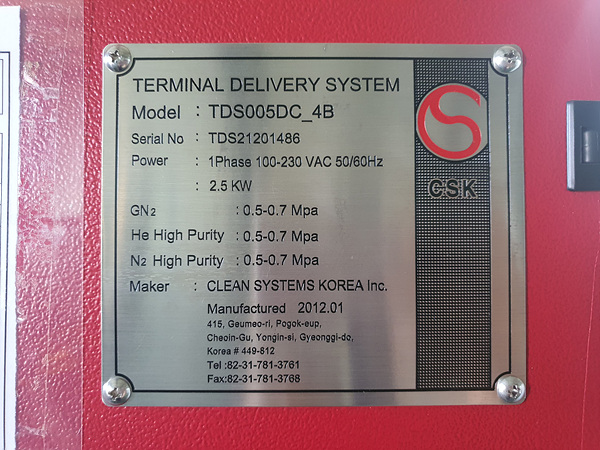 TERMINAL DELIVERY SYSTEM
Model : TDS005DC_4B
Serial No : TDS21201486
Power : 1Phase 100-230 VAC 50/60Hz
: 2.5 KW
GN2 : 0.5-0.7 Mpa
He High Purity : 0.5-0.7 Mpa
N2 High Purity : 0.5-0.7 Mpa
Maker : CLEAN SYSTEMS KOREA Inc.
Manufactured 2012.01
415, Geumeo-ri, Pogok-eup,
Cheoin-Gu, Yongin-si, Gyeonggi-do,
Korea # 449-812
Tel :82-31-781-3761
Fax:82-31-781-3768
CSK